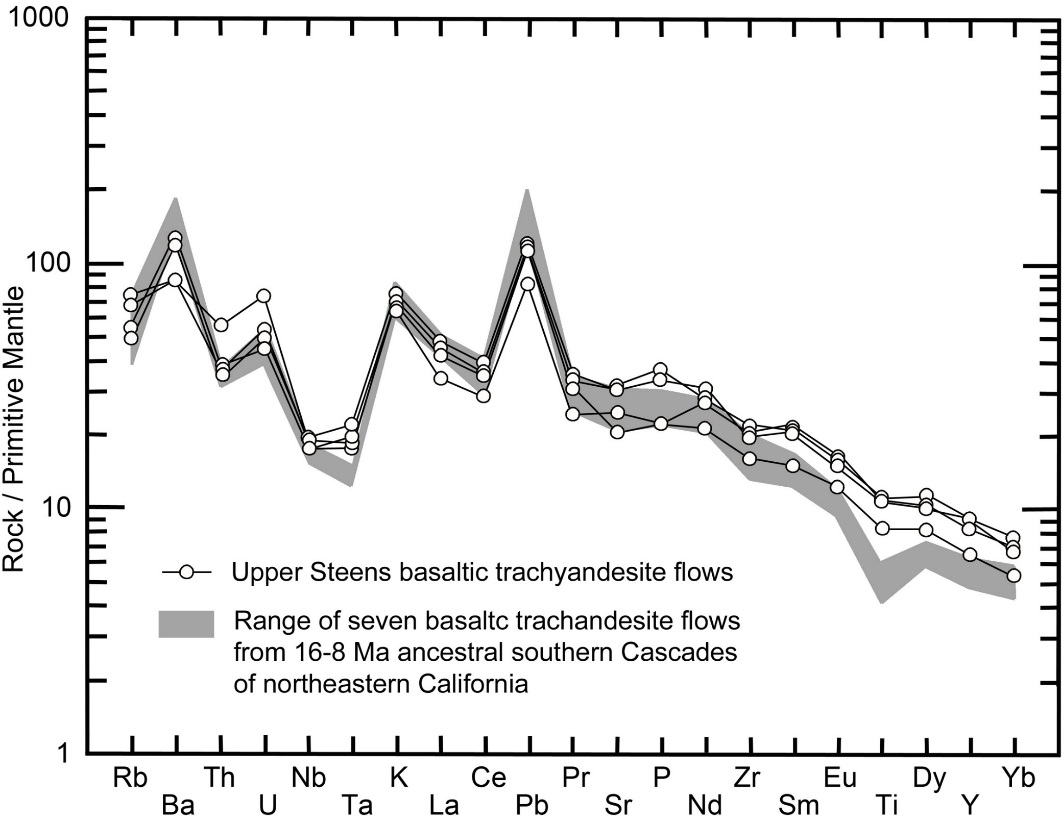 1000
100
10
1
Rock / Primitive Mantle
Upper Steens basaltic trachyandesite flows
Range of seven basaltc trachandesite flows
from 16-8 Ma ancestral southern Cascades
of northeastern California
Rb Th Nb K Ce Pr P Zr Eu Dy Yb
Ba U Ta La Pb Sr Nd Sm Ti Y